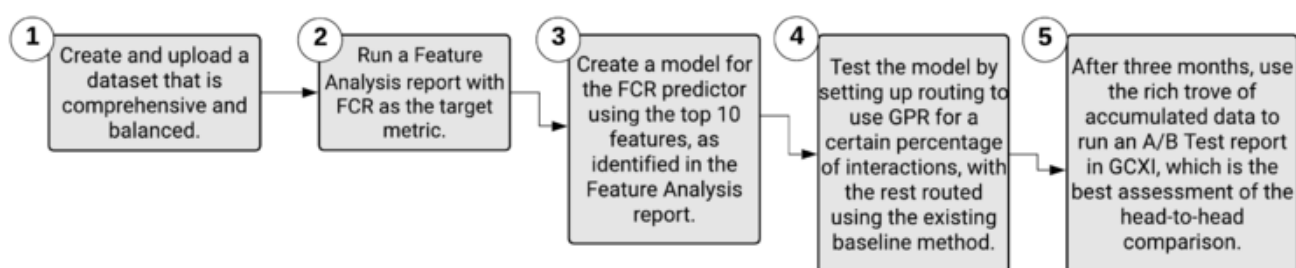 1
Create and upload a
dataset that is
comprehensive and
balanced.
2
Run a Feature
Analysis report with
FCR as the target
metric.
3
Create a model for
the FCR predictor
using the top 10
features, as
identified in the
Feature Analysis
report.
4
Test the model by
setting up routing to
use GPR for a
certain percentage
of interactions, with
the rest routed
using the existing
baseline method.
5
After three months, use
the rich trove of
accumulated data to
run an A/B Test report
in GCXI, which is the
best assessment of the
head-to-head
comparison.